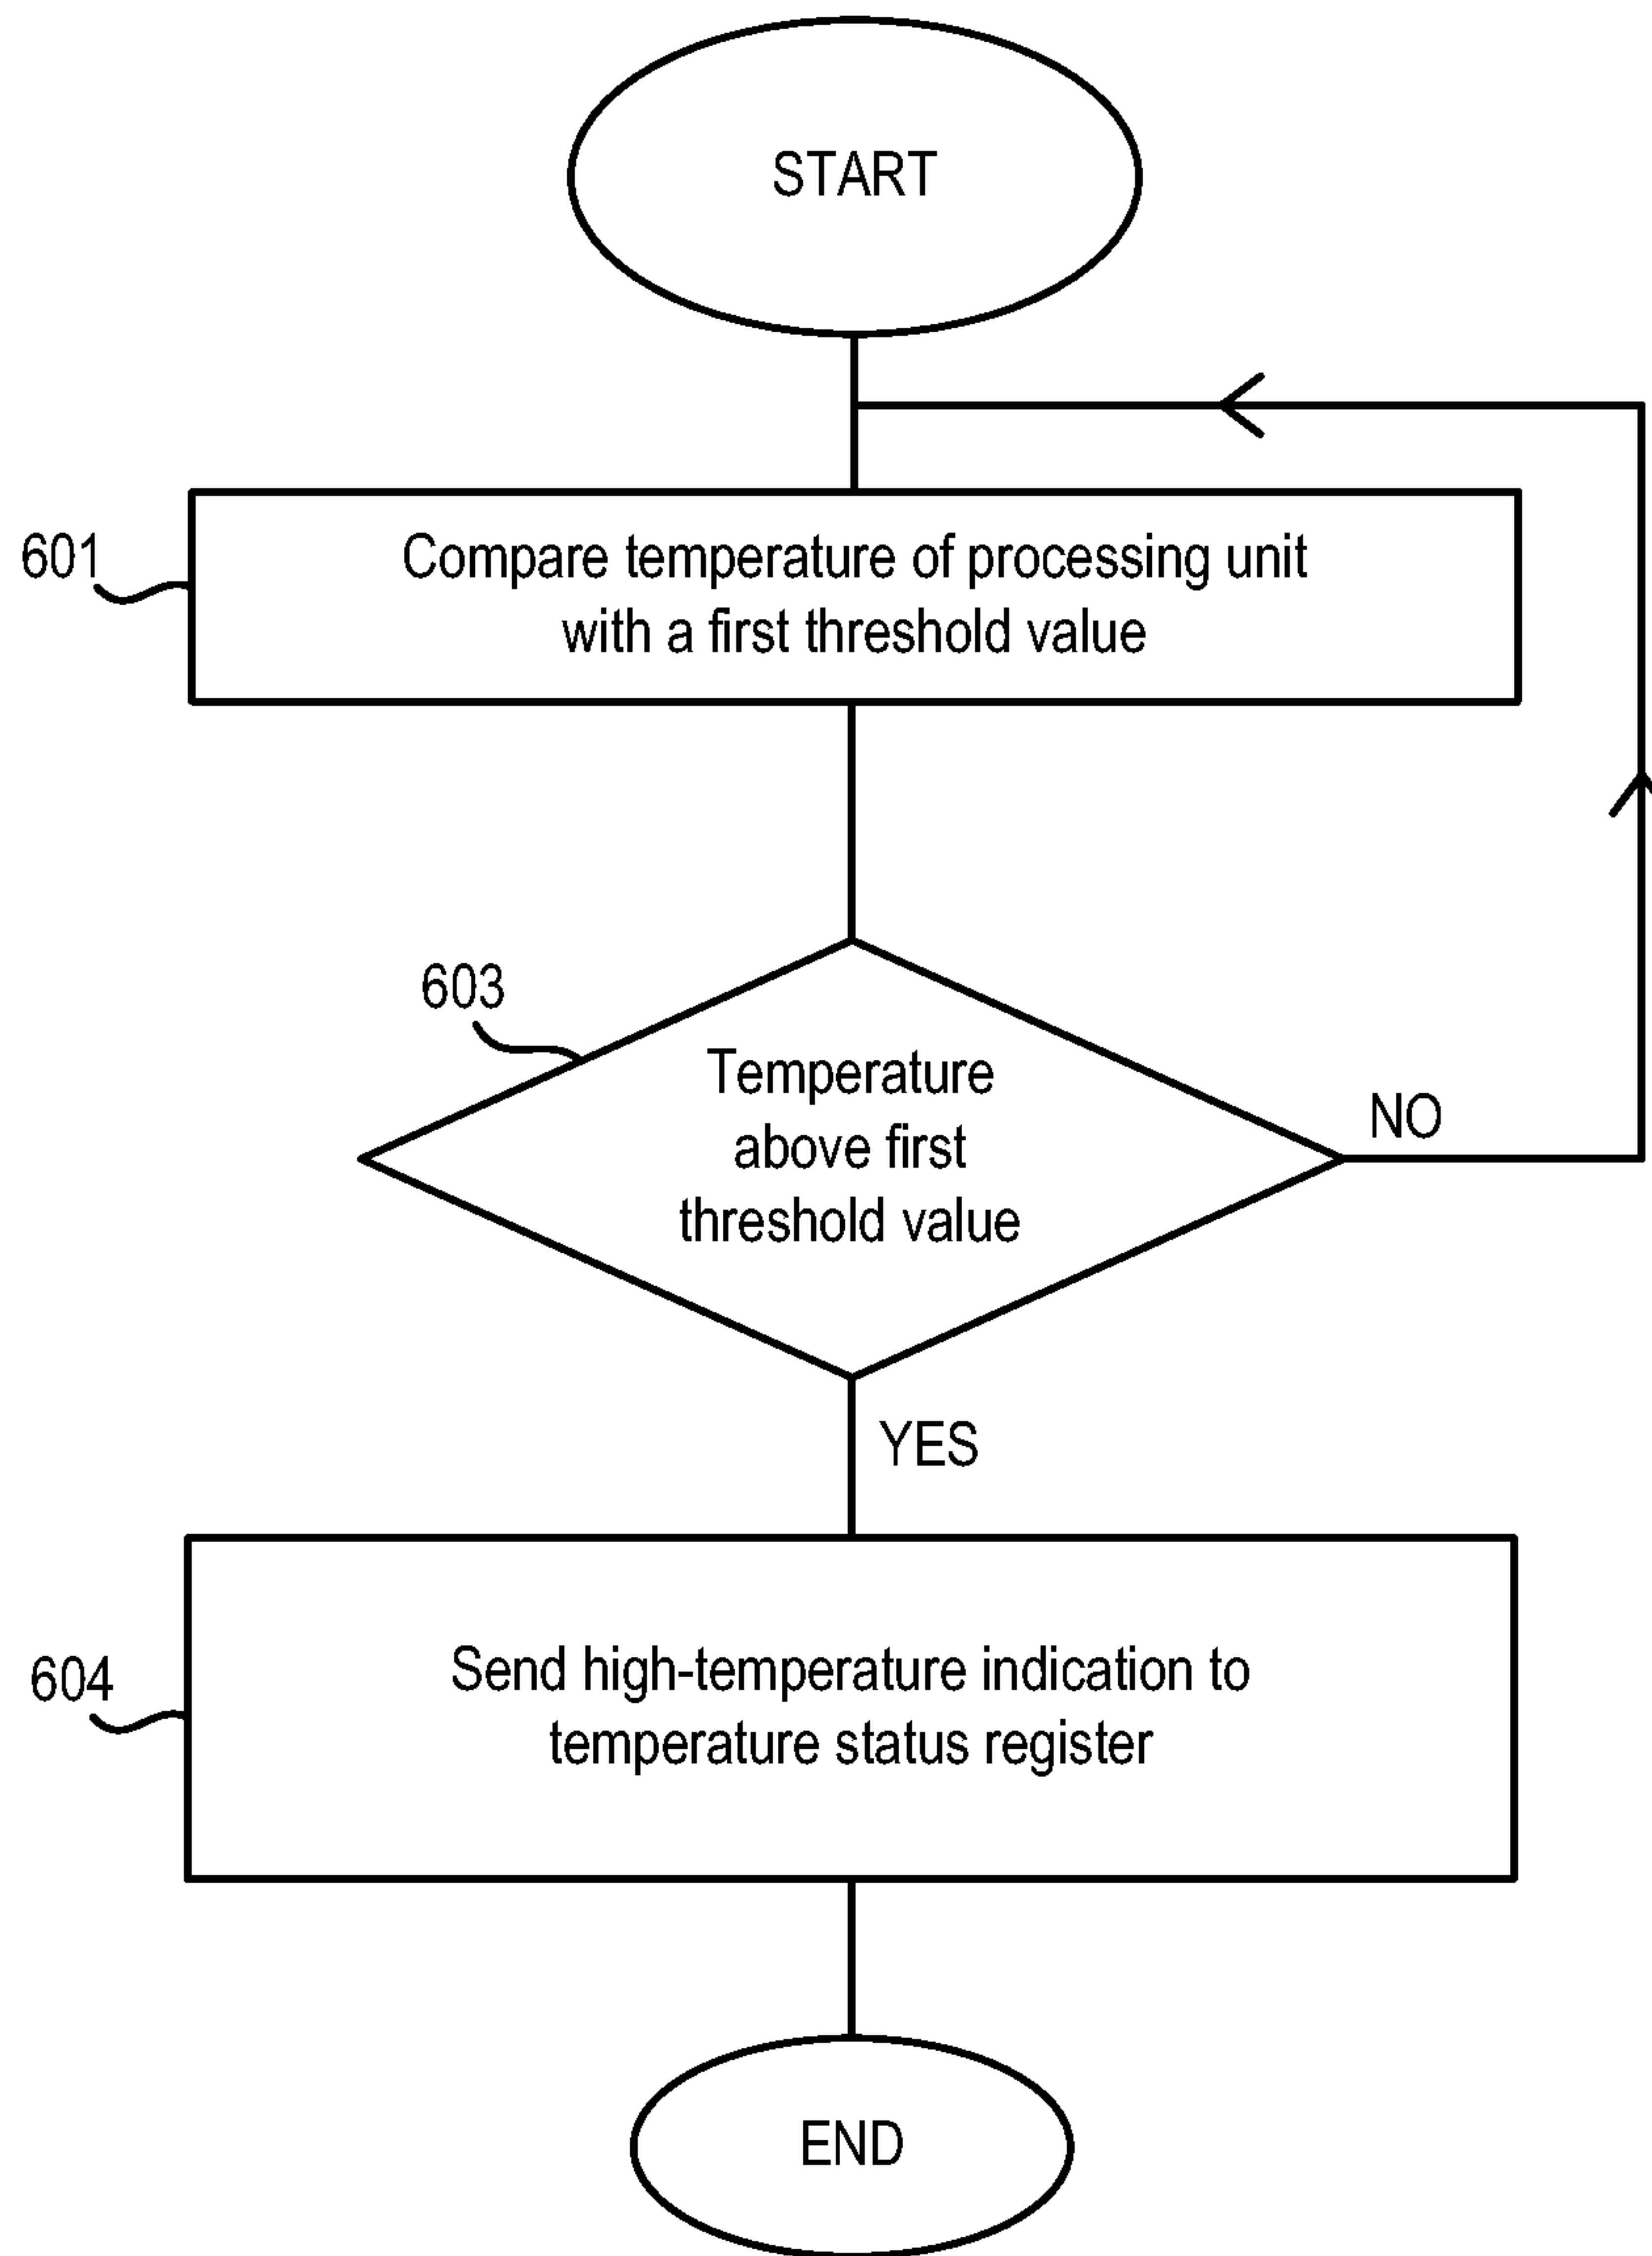 START
601
Compare temperature of processing unit
with a first threshold value
603
Temperature
above first
threshold value
NO
YES
604
Send high-temperature indication to
temperature status register
END